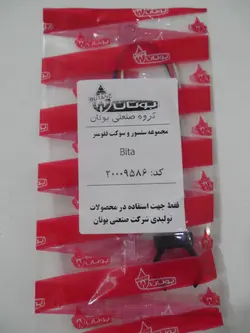 بوتان
گروه صنعتی بوتان
مجموعه سنسور و سوکت فلومتر
Bita
کد: ۲۰۰۰۹۵۸۶
فقط جهت استفاده در محصولات
تولیدی شرکت صنعتی بوتان